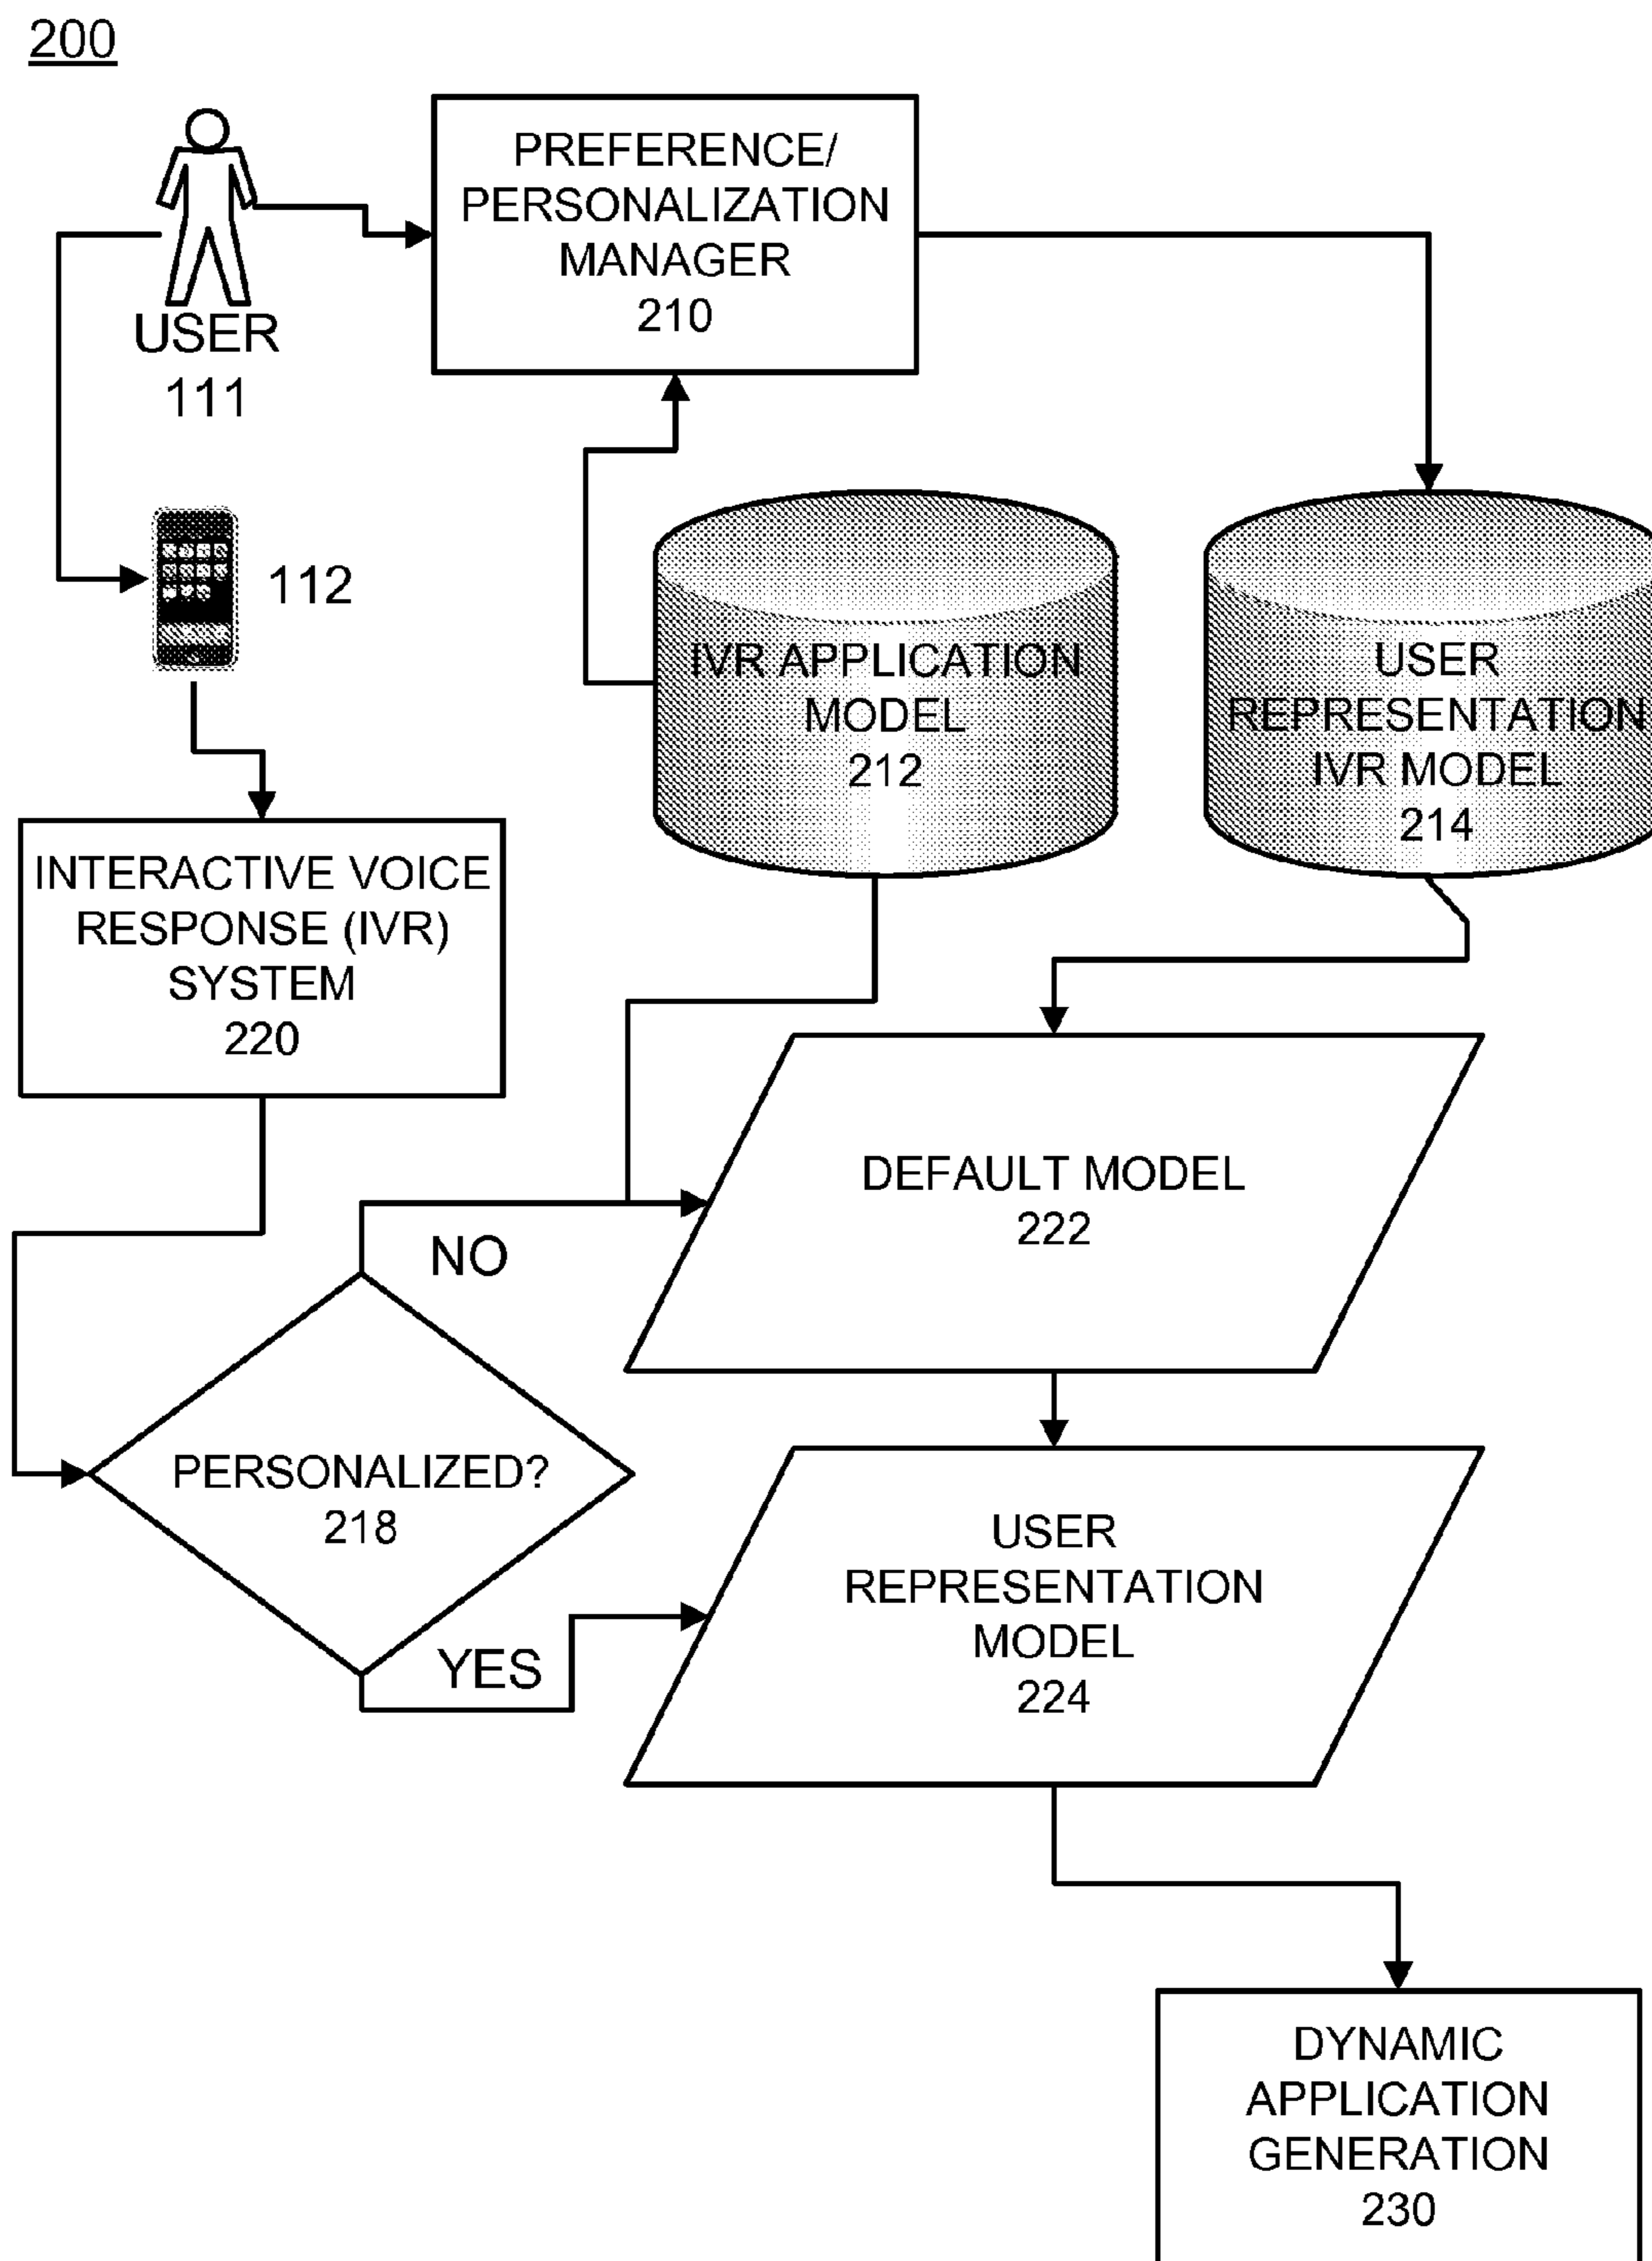 200
PREFERENCE/
PERSONALIZATION
MANAGER
210
USER
111
112
IVR APPLICATION
MODEL
212
USER
REPRESENTATION
IVR MODEL
214
INTERACTIVE VOICE
RESPONSE (IVR)
SYSTEM
220
DEFAULT MODEL
222
NO
PERSONALIZED?
218
YES
USER
REPRESENTATION
MODEL
224
DYNAMIC
APPLICATION
GENERATION
230